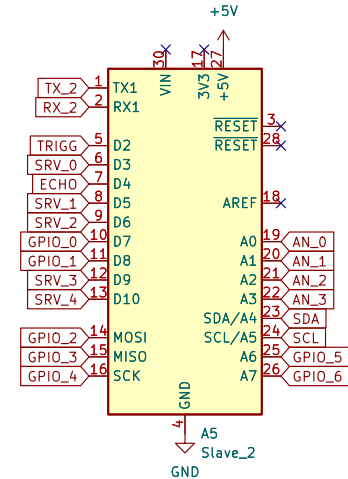 +5V
30 VIN
17 3V3
27 +5V
TX_2 1 TX1
RX_2 2 RX1
RESET 3
TRIGG 5 D2
RESET 28
SRV_0 6 D3
ECHO 7 D4
SRV_1 8 D5
AREF 18
SRV_2 9 D6
GPIO_0 10 D7
A0 19 AN_0
GPIO_1 11 D8
A1 20 AN_1
SRV_3 12 D9
A2 21 AN_2
SRV_4 13 D10
A3 22 AN_3
SDA/A4 23 SDA
GPIO_2 14 MOSI
SCL/A5 24 SCL
GPIO_3 15 MISO
A6 25 GPIO_5
GPIO_4 16 SCK
A7 26 GPIO_6
GND
4
A5
Slave_2
GND